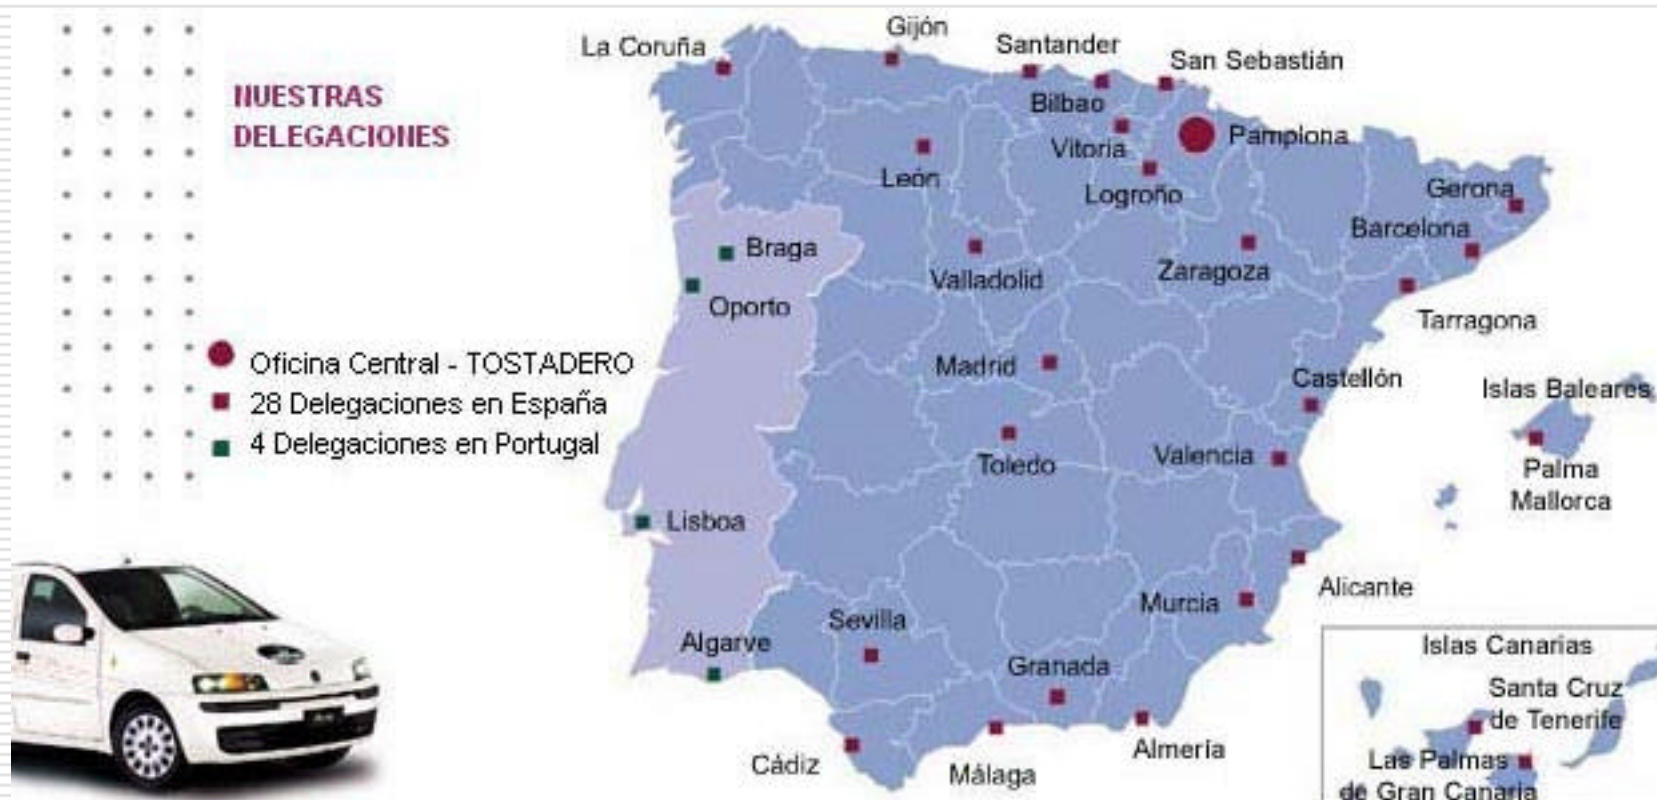 NUESTRAS
DELEGACIONES
Oficina Central - TOSTADERO
28 Delegaciones en España
4 Delegaciones en Portugal
La Coruña
Gijón
Santander
San Sebastián
Bilbao
Vitoria
Pamplona
León
Logroño
Gerona
Barcelona
Braga
Valladolid
Zaragoza
Oporto
Tarragona
Madrid
Castellón
Islas Baleares
Toledo
Valencia
Palma
Mallorca
Lisboa
Alicante
Murcia
Sevilla
Algarve
Granada
Islas Canarias
Santa Cruz
de Tenerife
Almería
Cádiz
Málaga
Las Palmas
de Gran Canaria